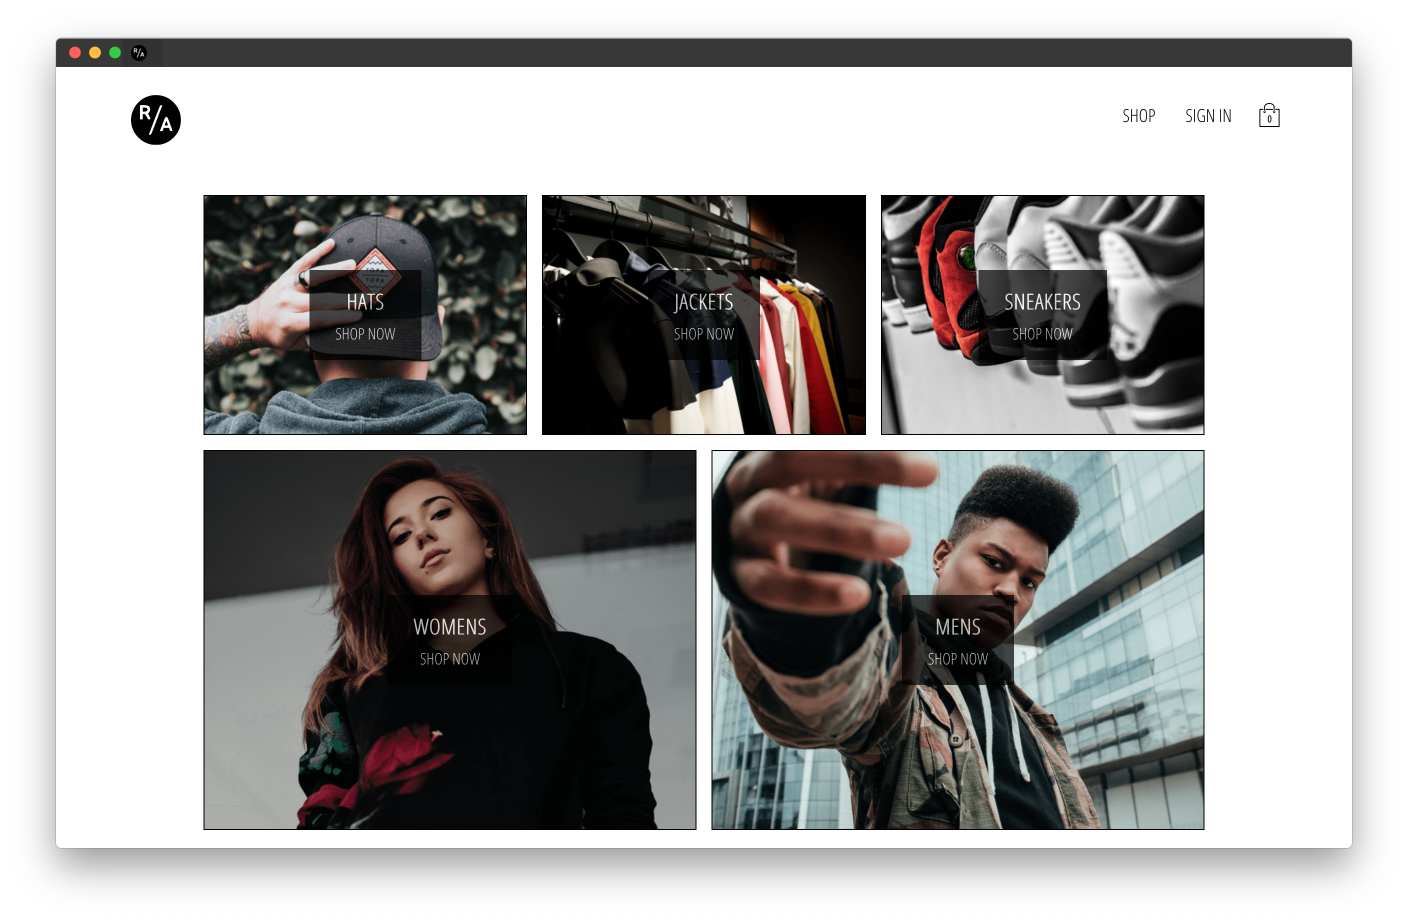 R/A
R/A
SHOP SIGN IN 0
HATS
SHOP NOW
JACKETS
SHOP NOW
SNEAKERS
SHOP NOW
WOMENS
SHOP NOW
MENS
SHOP NOW